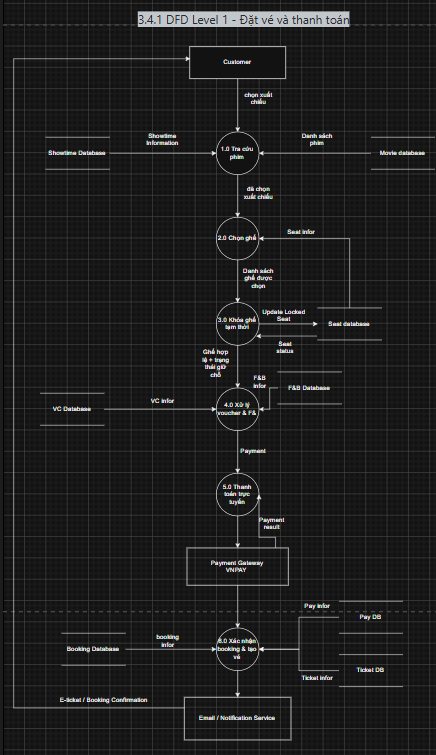 3.4.1 DFD Level 1 - Đặt vé và thanh toán
Customer
chọn xuất
chiếu
Showtime
Information
Danh sách
phim
Showtime Database
1.0 Tra cứu
phim
Movie database
đã chọn
xuất chiếu
Seat infor
2.0 Chọn ghế
Danh sách
ghế được
chọn
Update Locked
Seat
3.0 Khóa ghế
tạm thời
Seat database
Seat
status
Ghế hợp
lệ + trạng
thái giữ
chỗ
F&B
infor
F&B Database
VC infor
VC Database
4.0 Xử lý
voucher & F&
Payment
5.0 Thanh
toán trực
tuyến
Payment
result
Payment Gateway
VNPAY
Pay infor
Pay DB
booking
infor
Booking Database
6.0 Xác nhận
booking & tạo
vé
Ticket DB
Ticket infor
E-ticket / Booking Confirmation
Email / Notification Service